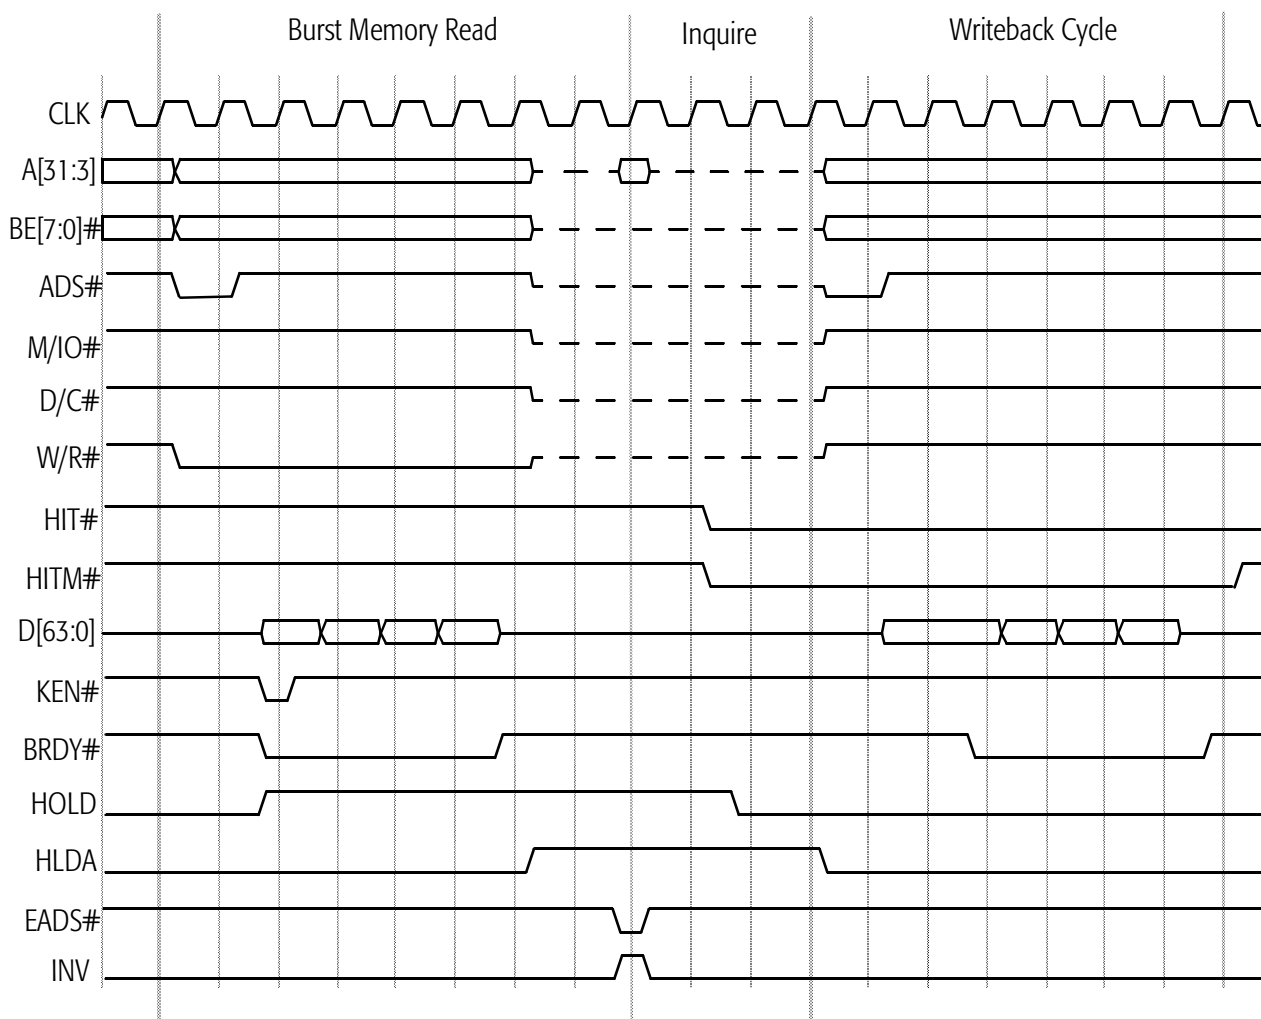 Burst Memory Read
Inquire
Writeback Cycle
CLK
A[31:3]
BE[7:0]#
ADS#
M/IO#
D/C#
W/R#
HIT#
HITM#
D[63:0]
KEN#
BRDY#
HOLD
HLDA
EADS#
INV